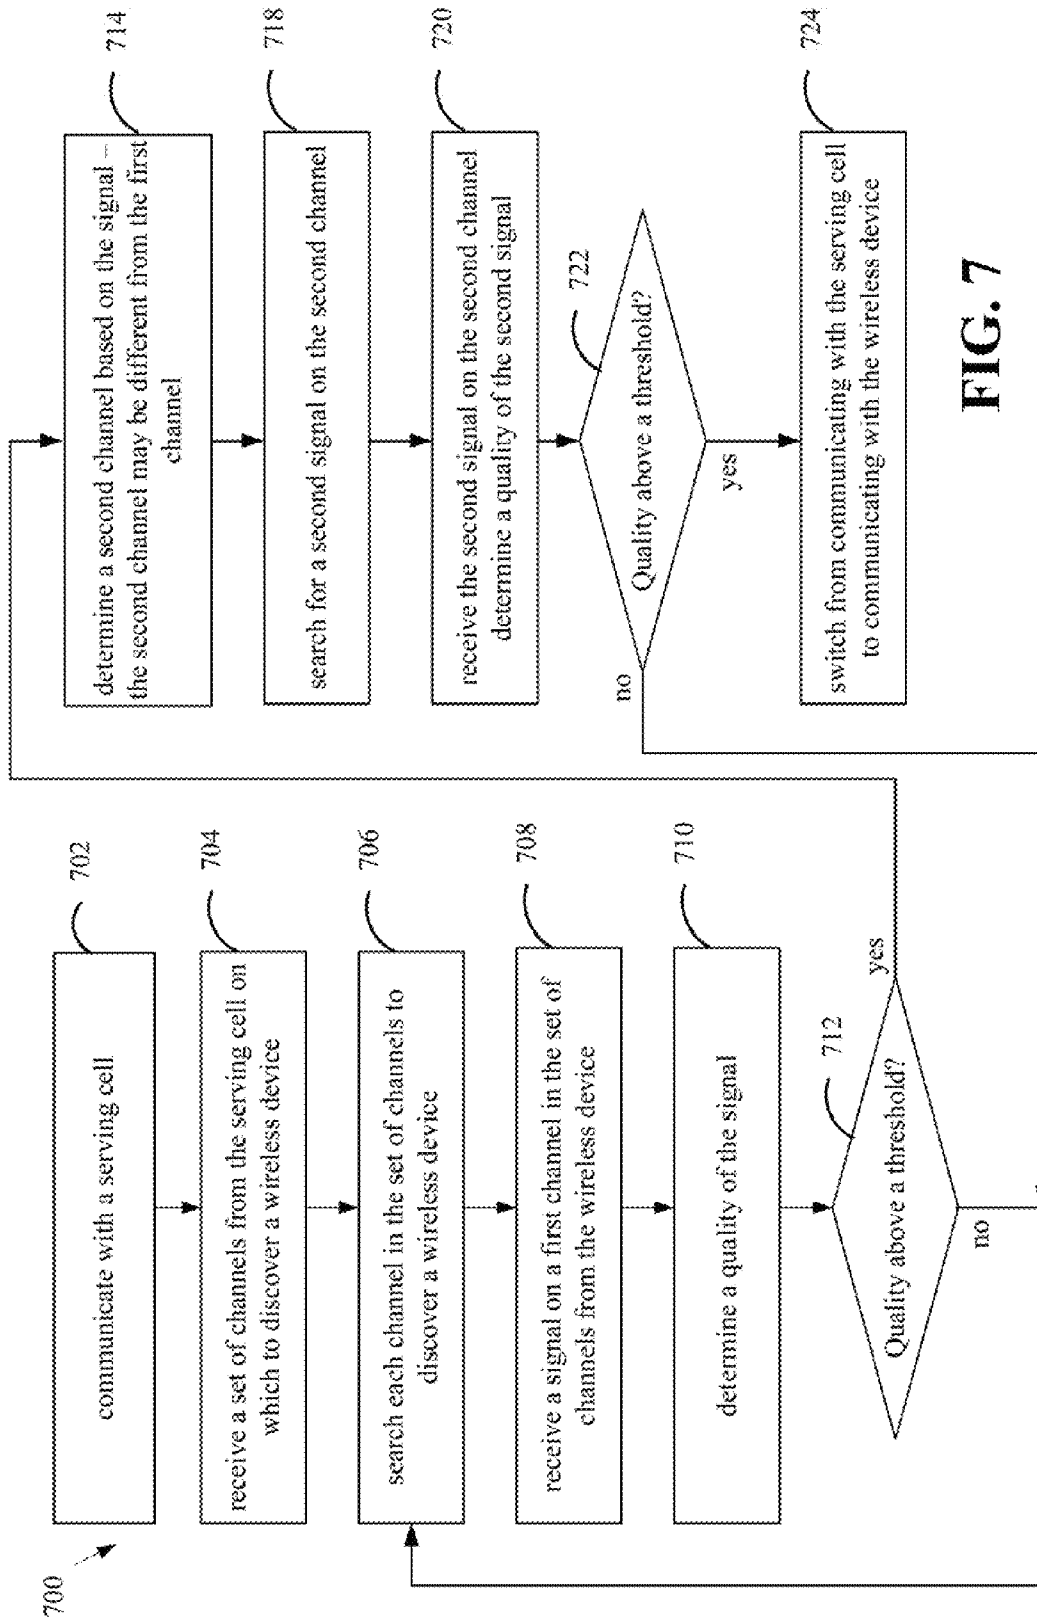 700
702
communicate with a serving cell
704
receive a set of channels from the serving cell on
which to discover a wireless device
706
search each channel in the set of channels to
discover a wireless device
708
receive a signal on a first channel in the set of
channels from the wireless device
710
determine a quality of the signal
712
Quality above a threshold?
yes
no
714
determine a second channel based on the signal –
the second channel may be different from the first
channel
718
search for a second signal on the second channel
720
receive the second signal on the second channel
determine a quality of the second signal
722
Quality above a threshold?
no
yes
724
switch from communicating with the serving cell
to communicating with the wireless device
FIG. 7